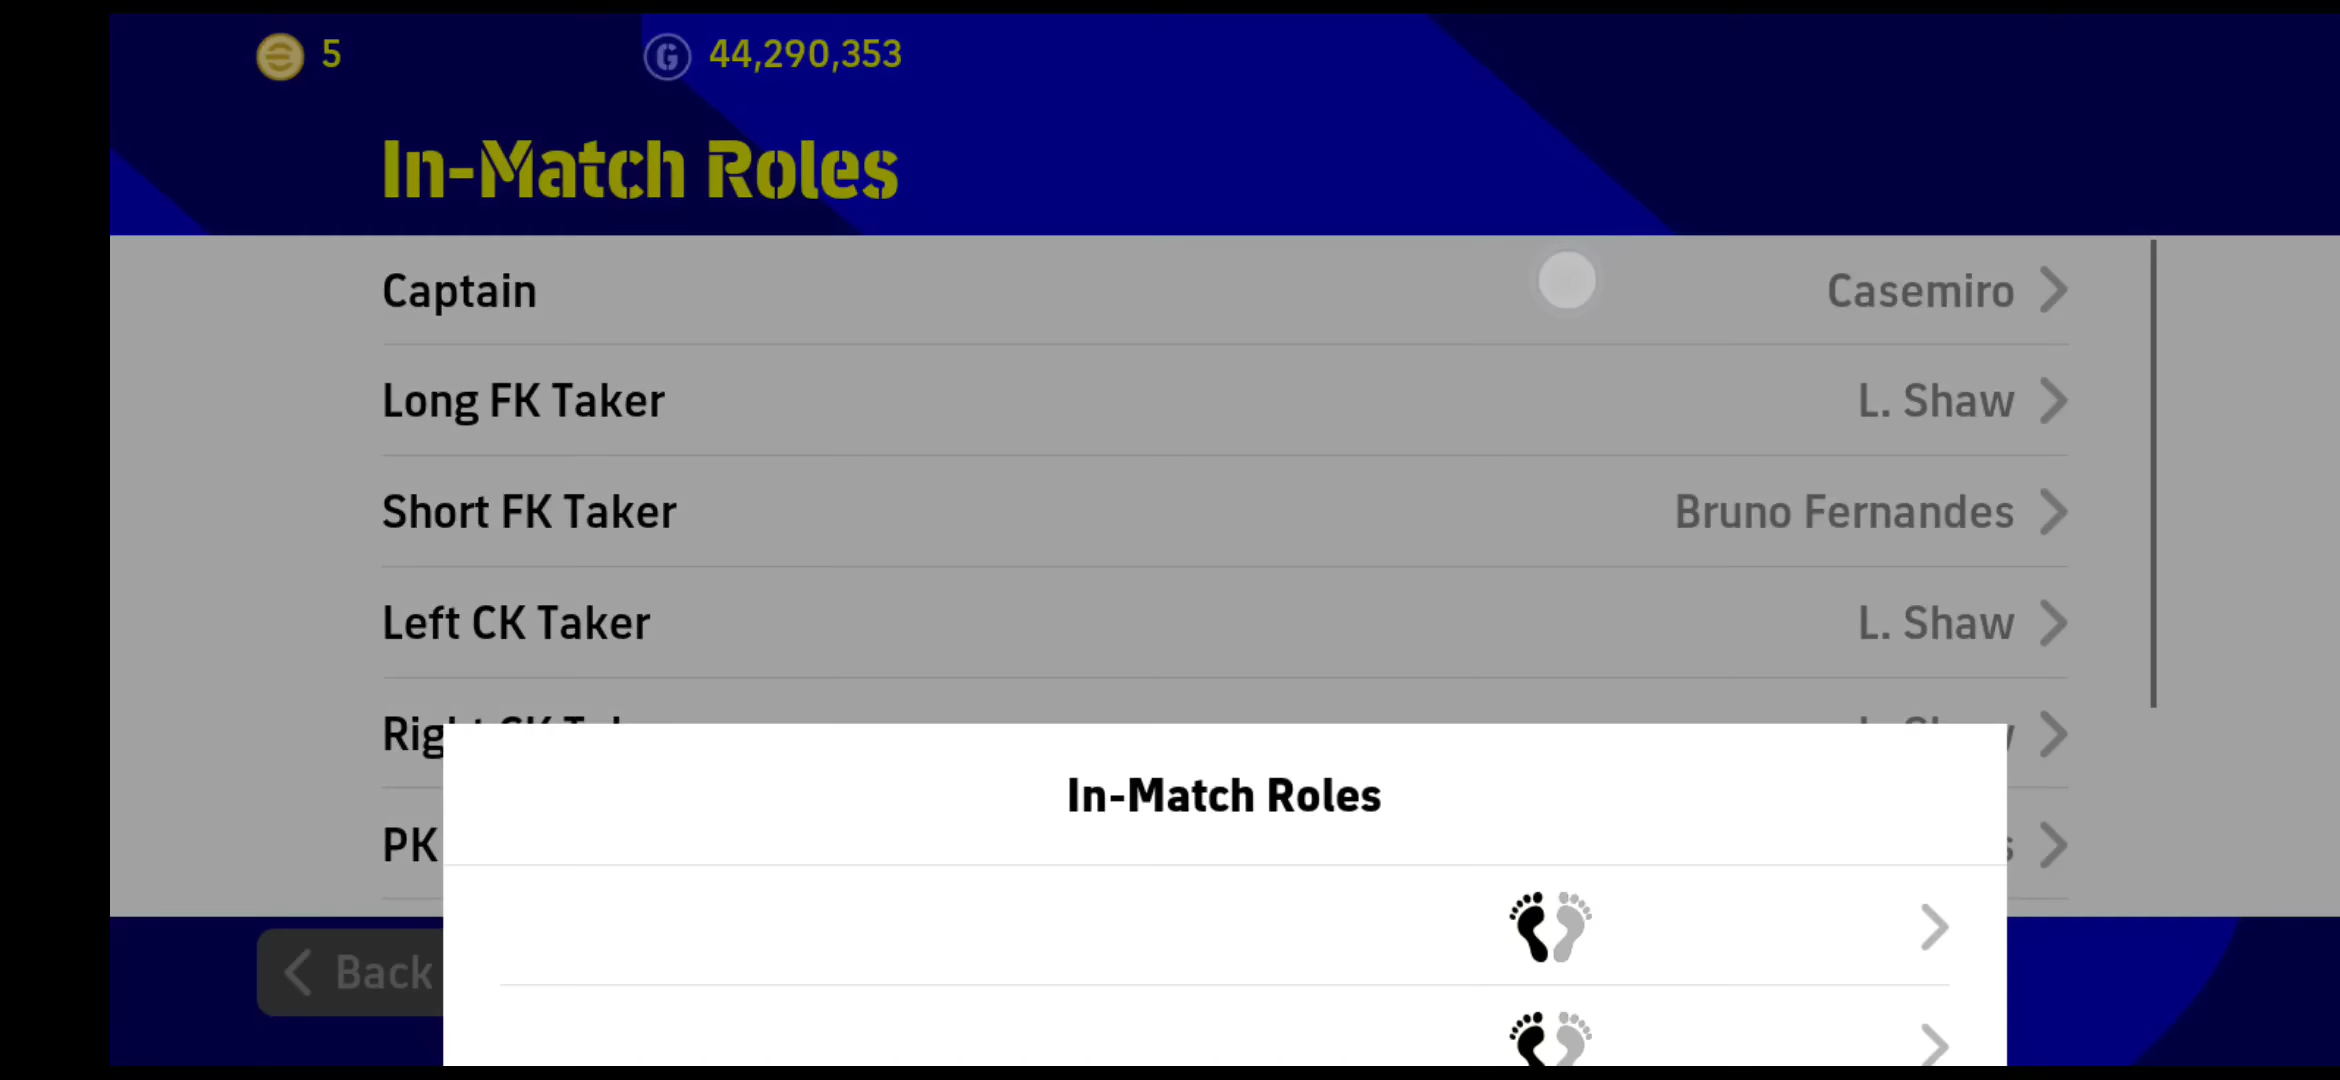 5
44,290,353
In-Match Roles
Captain
Casemiro
Long FK Taker
L. Shaw
Short FK Taker
Bruno Fernandes
Left CK Taker
L. Shaw
PK
In-Match Roles
Back